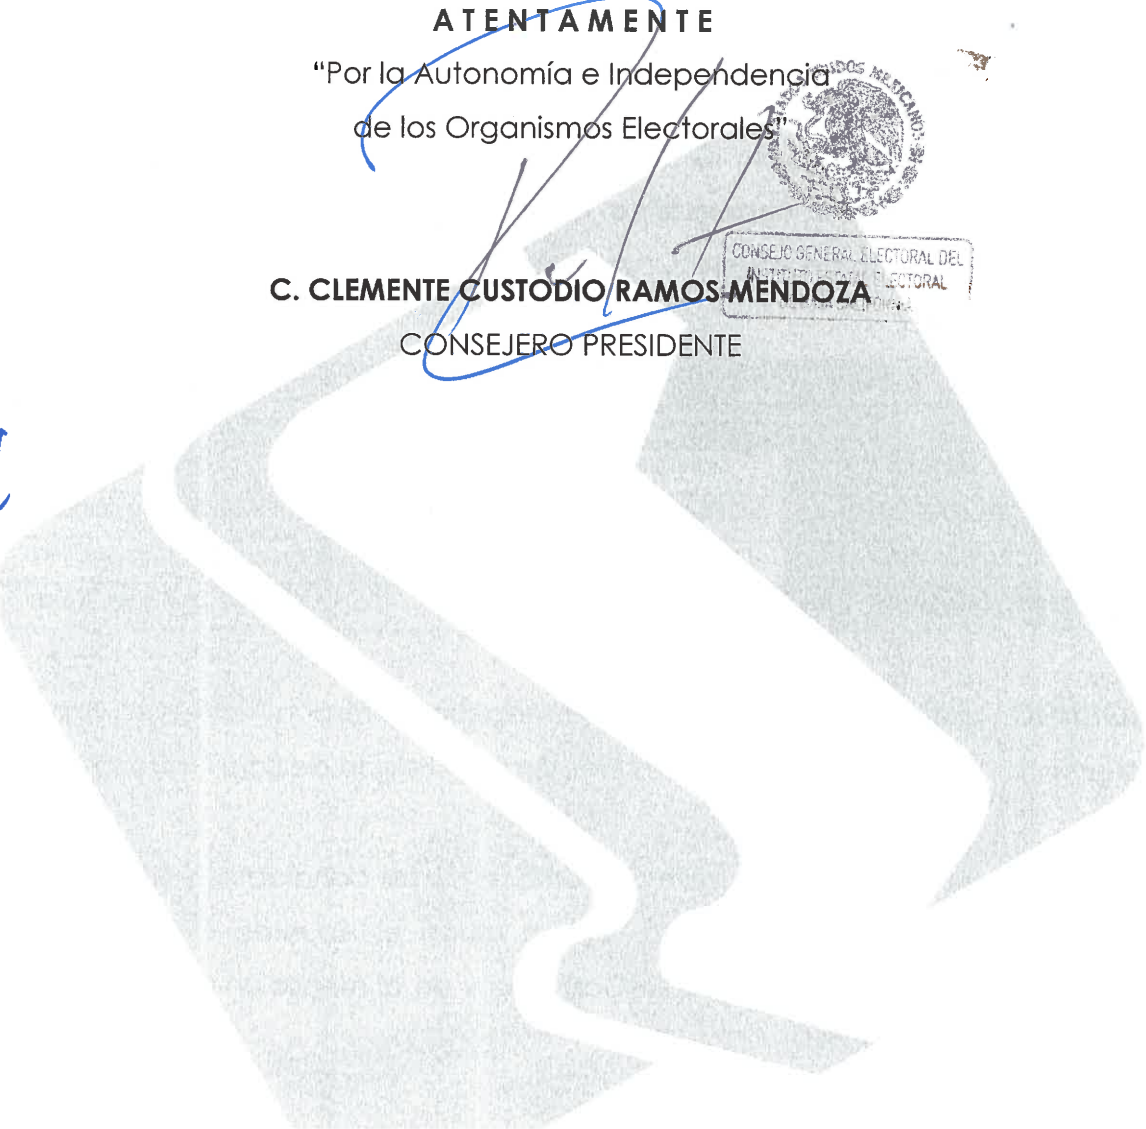 ATENTAMENTE
“Por la Autonomía e Independencia
de los Organismos Electorales”
CONSEJO GENERAL ELECTORAL DEL
ELECTORAL
C. CLEMENTE CUSTODIO RAMOS MENDOZA
CONSEJERO PRESIDENTE